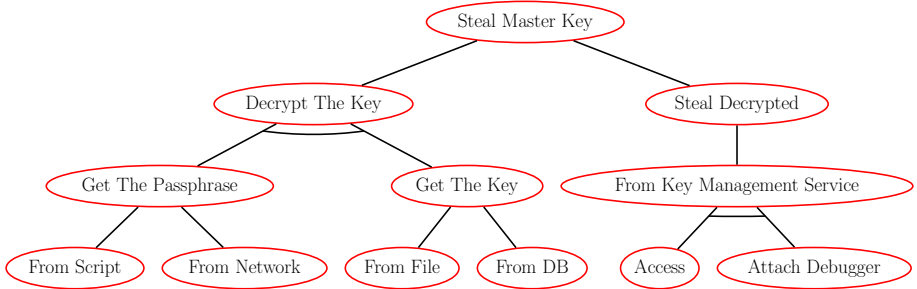 Steal Master Key
Decrypt The Key
Steal Decrypted
Get The Passphrase
Get The Key
From Key Management Service
From Script
From Network
From File
From DB
Access
Attach Debugger